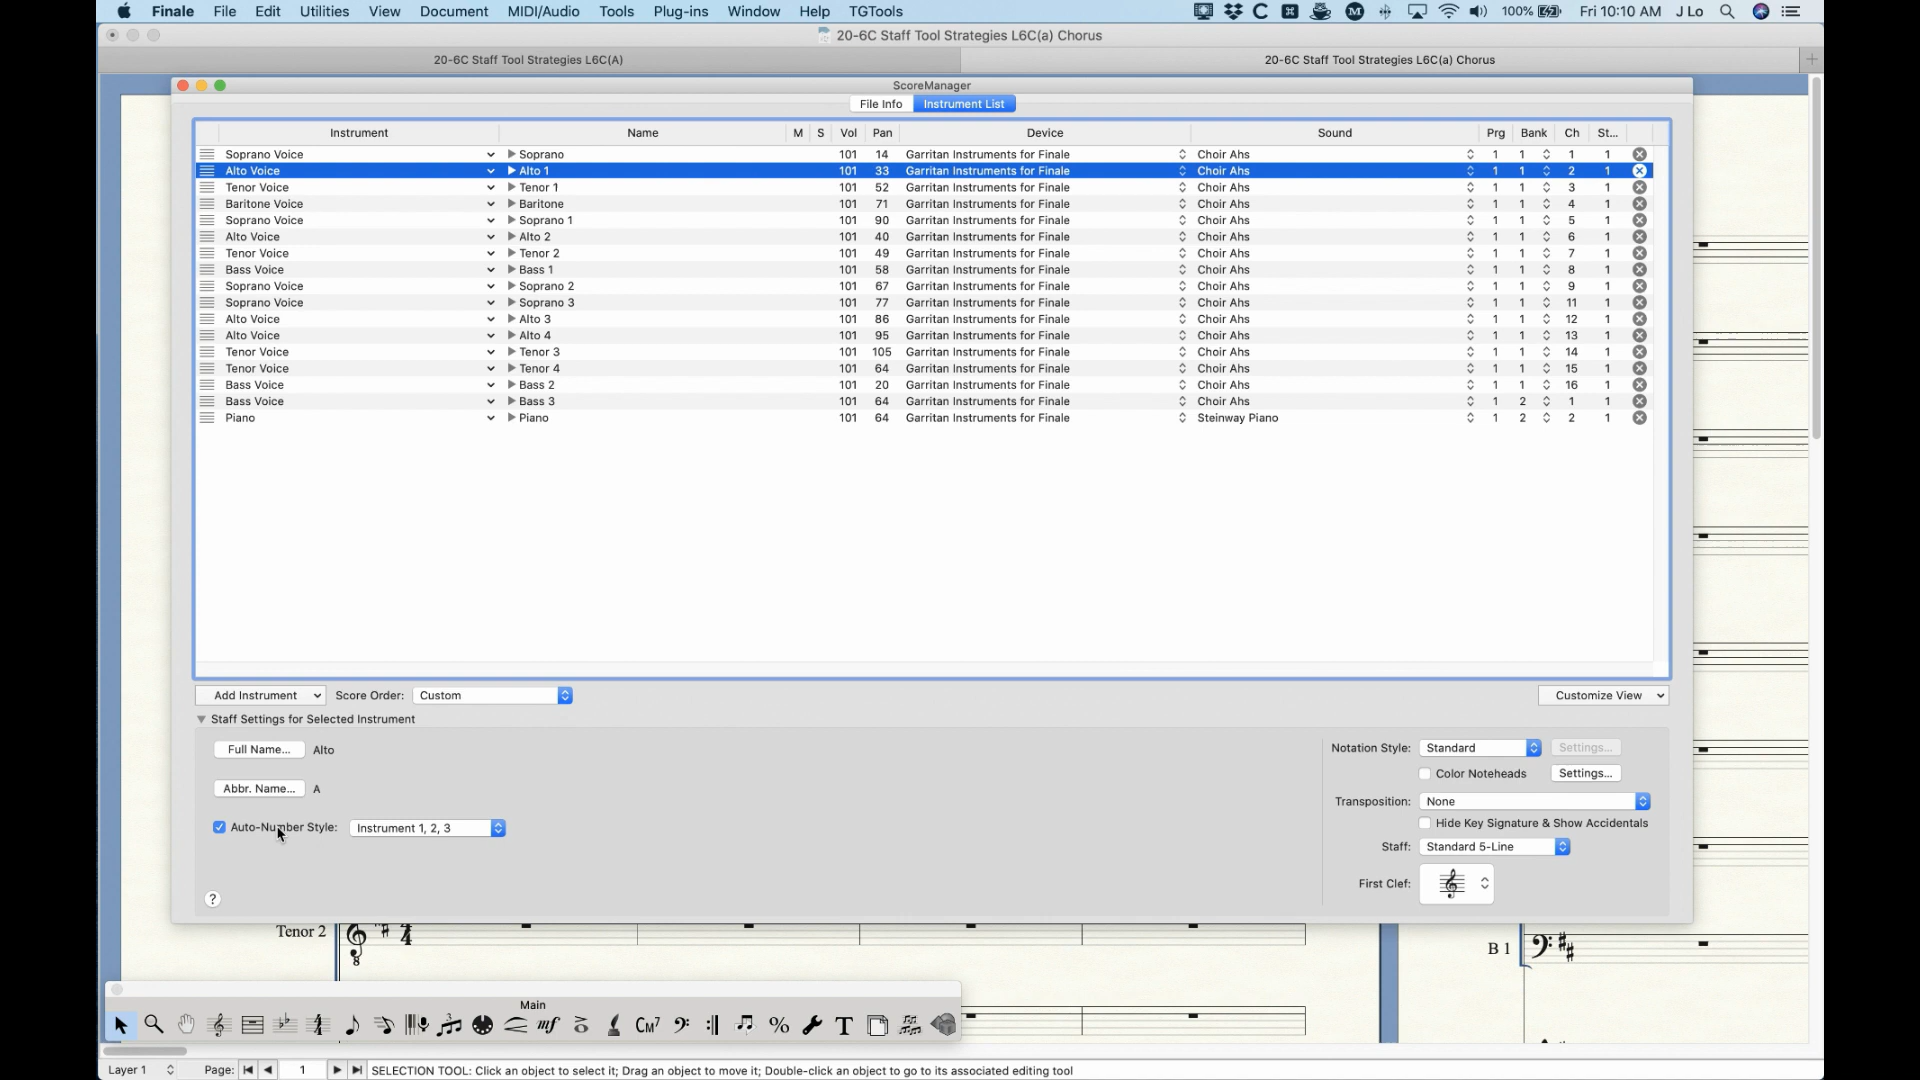 Finale File Edit Utilities View Document MIDI/Audio Tools Plug-ins Window Help TGTools 100% Fri 10:10 AM J Lo
20-6C Staff Tool Strategies L6C(a) Chorus
20-6C Staff Tool Strategies L6C(A) 20-6C Staff Tool Strategies L6C(a) Chorus
ScoreManager
File Info Instrument List
Instrument Name M S Vol Pan Device Sound Prg Bank Ch St...
Soprano Voice Soprano 101 14 Garritan Instruments for Finale Choir Ahs 1 1 1 1
Alto Voice Alto 1 101 33 Garritan Instruments for Finale Choir Ahs 1 1 2 1
Tenor Voice Tenor 1 101 52 Garritan Instruments for Finale Choir Ahs 1 1 3 1
Baritone Voice Baritone 101 71 Garritan Instruments for Finale Choir Ahs 1 1 4 1
Soprano Voice Soprano 1 101 90 Garritan Instruments for Finale Choir Ahs 1 1 5 1
Alto Voice Alto 2 101 40 Garritan Instruments for Finale Choir Ahs 1 1 6 1
Tenor Voice Tenor 2 101 49 Garritan Instruments for Finale Choir Ahs 1 1 7 1
Bass Voice Bass 1 101 58 Garritan Instruments for Finale Choir Ahs 1 1 8 1
Soprano Voice Soprano 2 101 67 Garritan Instruments for Finale Choir Ahs 1 1 9 1
Soprano Voice Soprano 3 101 77 Garritan Instruments for Finale Choir Ahs 1 1 11 1
Alto Voice Alto 3 101 86 Garritan Instruments for Finale Choir Ahs 1 1 12 1
Alto Voice Alto 4 101 95 Garritan Instruments for Finale Choir Ahs 1 1 13 1
Tenor Voice Tenor 3 101 105 Garritan Instruments for Finale Choir Ahs 1 1 14 1
Tenor Voice Tenor 4 101 64 Garritan Instruments for Finale Choir Ahs 1 1 15 1
Bass Voice Bass 2 101 20 Garritan Instruments for Finale Choir Ahs 1 1 16 1
Bass Voice Bass 3 101 64 Garritan Instruments for Finale Choir Ahs 1 2 1 1
Piano Piano 101 64 Garritan Instruments for Finale Steinway Piano 1 2 2 1
Add Instrument Score Order: Custom Customize View
Staff Settings for Selected Instrument
Full Name... Alto Notation Style: Standard Settings...
Color Noteheads Settings...
Abbr. Name... A Transposition: None
Hide Key Signature & Show Accidentals
Auto-Number Style: Instrument 1, 2, 3 Staff: Standard 5-Line
First Clef:
?
Tenor 2 B 1
Main
CM7 T
Layer 1 Page: 1 SELECTION TOOL: Click an object to select it; Drag an object to move it; Double-click an object to go to its associated editing tool